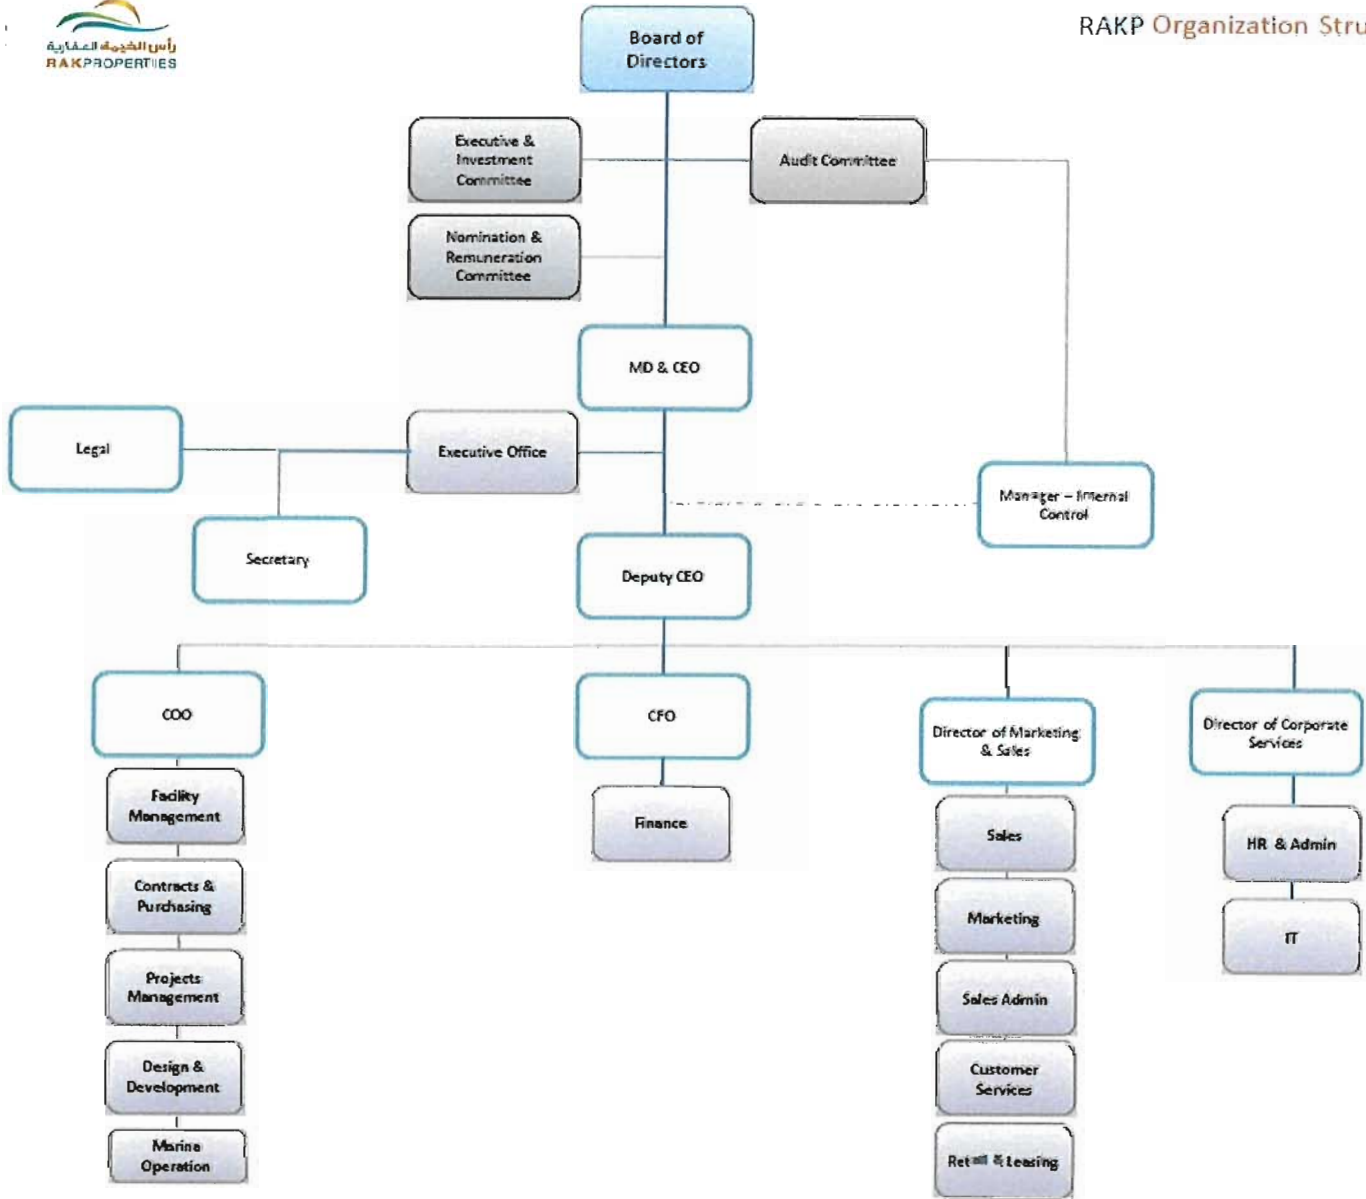 رأس الخيمة العقارية
RAKPROPERTIES
RAKP Organization Stru
Board of
Directors
Executive &
Investment
Committee
Audit Committee
Nomination &
Remuneration
Committee
MD & CEO
Legal
Executive Office
Manager – Internal
Control
Secretary
Deputy CEO
COO
CFO
Director of Marketing
& Sales
Director of Corporate
Services
Facility
Management
Contracts &
Purchasing
Projects
Management
Design &
Development
Marina
Operation
Finance
Sales
Marketing
Sales Admin
Customer
Services
Retail & Leasing
HR & Admin
IT